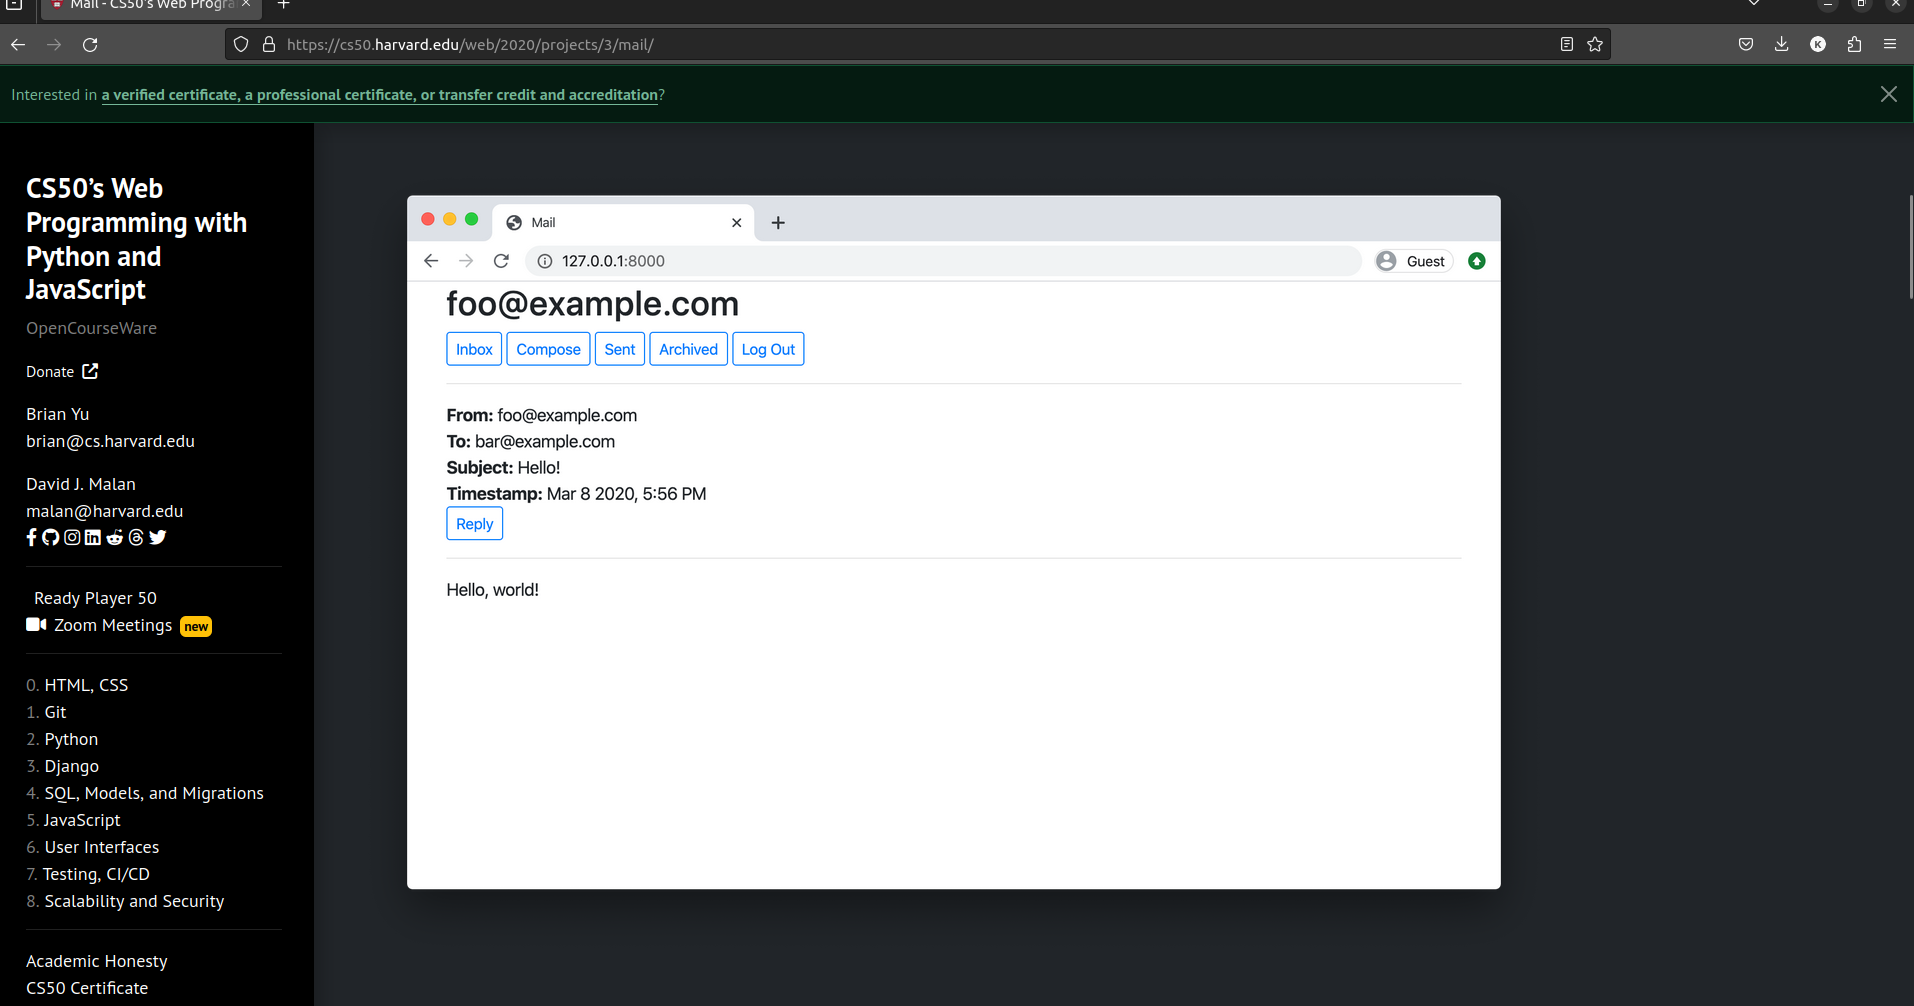 Mail - CS50's Web Progra
https://cs50.harvard.edu/web/2020/projects/3/mail/
K
Interested in a verified certificate, a professional certificate, or transfer credit and accreditation?
CS50’s Web
Programming with
Python and
JavaScript
OpenCourseWare
Donate
Brian Yu
brian@cs.harvard.edu
David J. Malan
malan@harvard.edu
Ready Player 50
Zoom Meetings new
0. HTML, CSS
1. Git
2. Python
3. Django
4. SQL, Models, and Migrations
5. JavaScript
6. User Interfaces
7. Testing, CI/CD
8. Scalability and Security
Academic Honesty
CS50 Certificate
Mail
127.0.0.1:8000
Guest
foo@example.com
Inbox Compose Sent Archived Log Out
From: foo@example.com
To: bar@example.com
Subject: Hello!
Timestamp: Mar 8 2020, 5:56 PM
Reply
Hello, world!